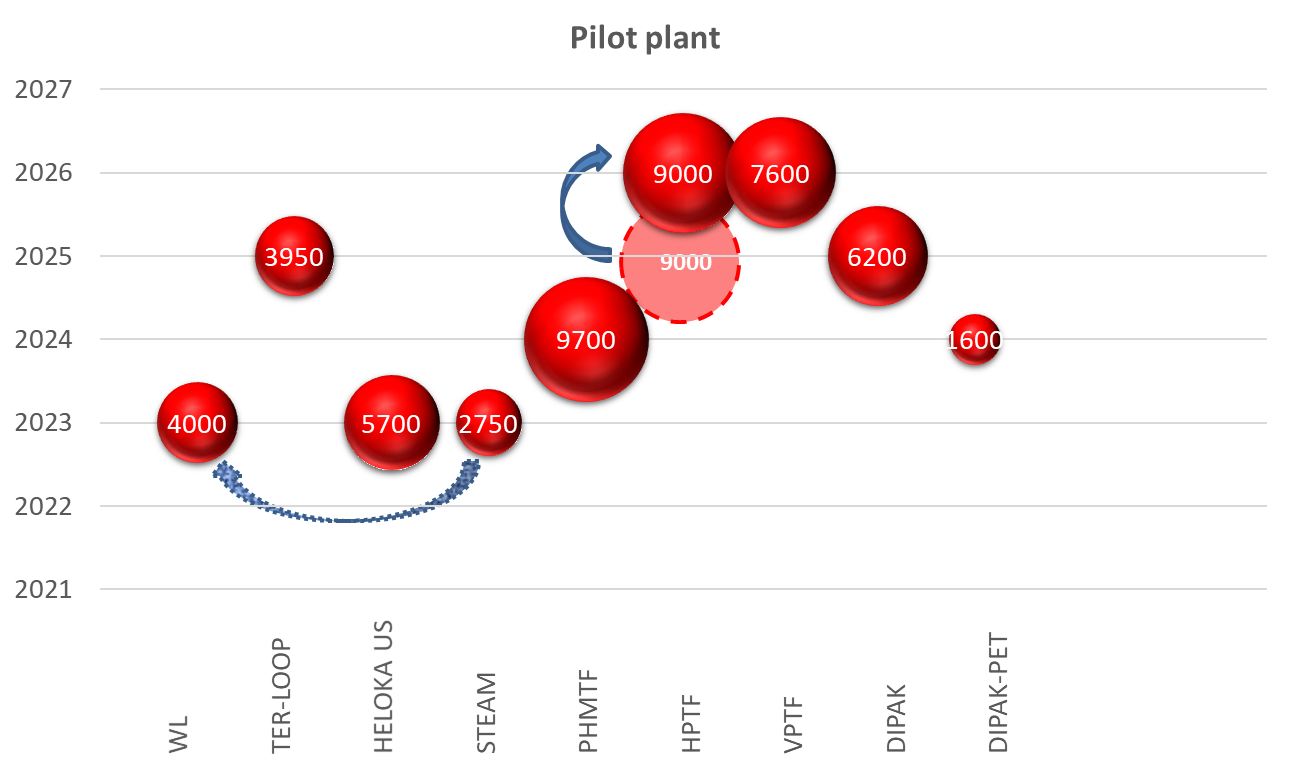 Pilot plant
2027
2026
9000
7600
2025
3950
9000
6200
2024
9700
1600
2023
4000
5700
2750
2022
2021
WL
TER-LOOP
HELOKA US
STEAM
PHMTF
HPTF
VPTF
DIPAK
DIPAK-PET